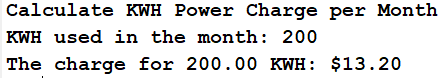 Calculate KWH Power Charge per Month
KWH used in the month: 200
The charge for 200.00 KWH: $13.20